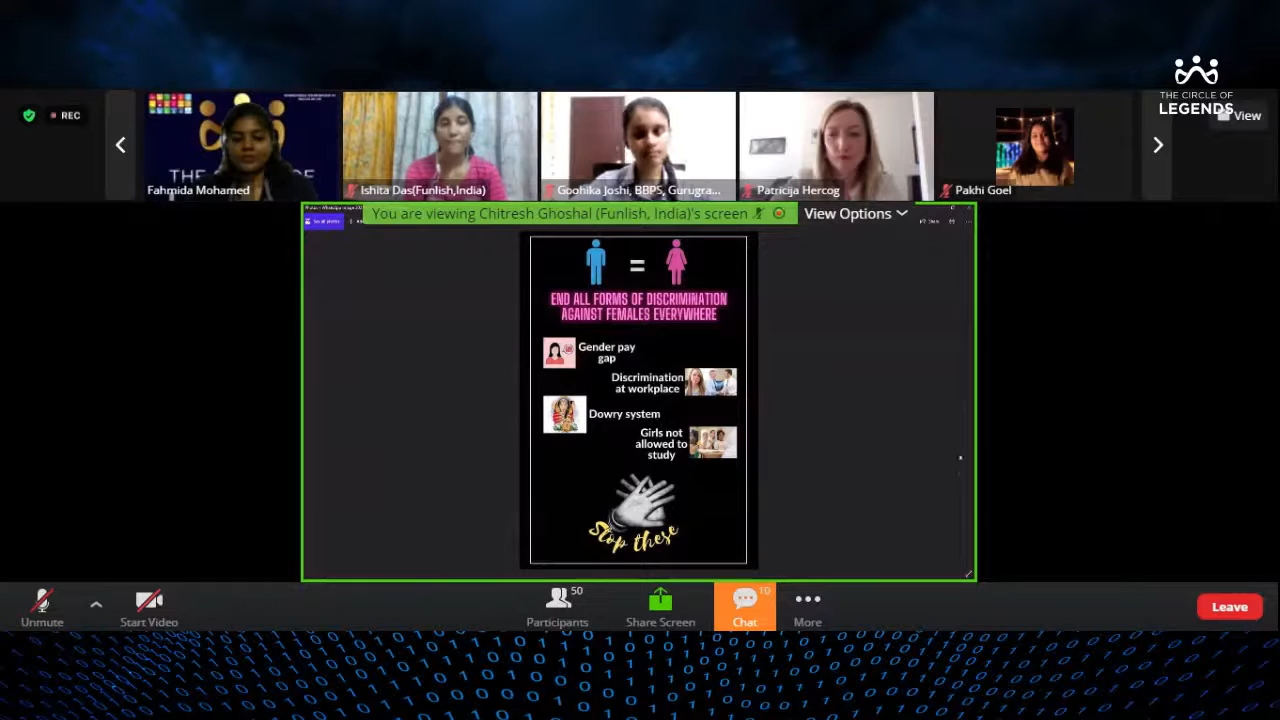 THE CIRCLE OF
LEGENDS
REC
View
Fahmida Mohamed
Ishita Das(Funlish,India)
Goohika Joshi, BBPS, Gurugra...
Patricija Hercog
Pakhi Goel
You are viewing Chitresh Ghoshal (Funlish, India)'s screen
View Options
=
END ALL FORMS OF DISCRIMINATION
AGAINST FEMALES EVERYWHERE
Gender pay
gap
Discrimination
at workplace
Dowry system
Girls not
allowed to
study
Stop these
Unmute
Start Video
50
Participants
Share Screen
10
Chat
More
Leave